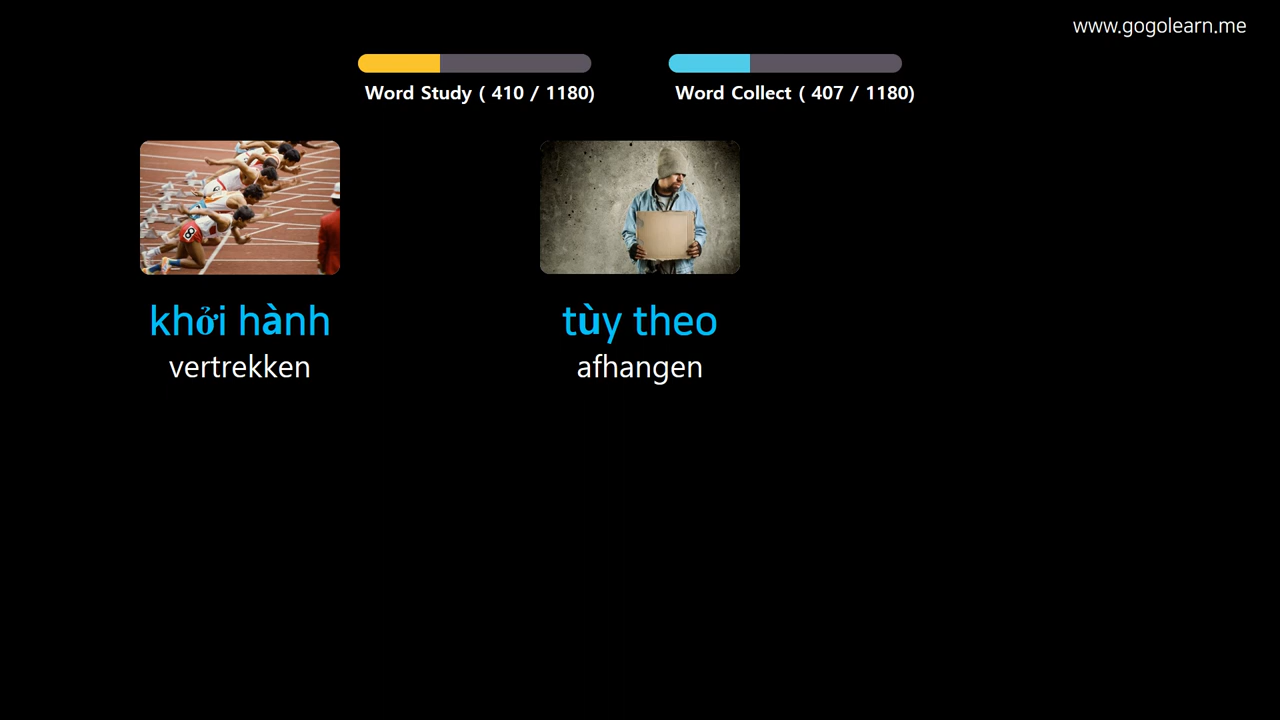 www.gogolearn.me
Word Study ( 410 / 1180)
Word Collect ( 407 / 1180)
khởi hành
vertrekken
tùy theo
afhangen